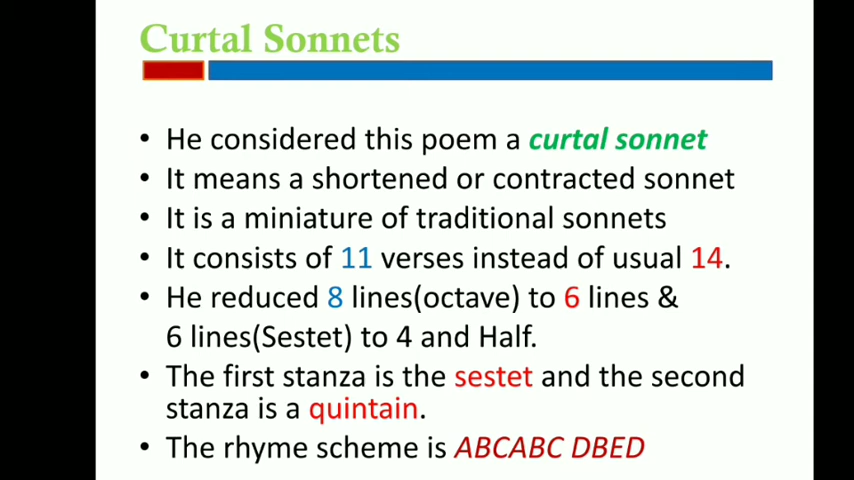 Curtal Sonnets
• He considered this poem a curtal sonnet
• It means a shortened or contracted sonnet
• It is a miniature of traditional sonnets
• It consists of 11 verses instead of usual 14.
• He reduced 8 lines(octave) to 6 lines &
6 lines(Sestet) to 4 and Half.
• The first stanza is the sestet and the second
stanza is a quintain.
• The rhyme scheme is ABCABC DBED